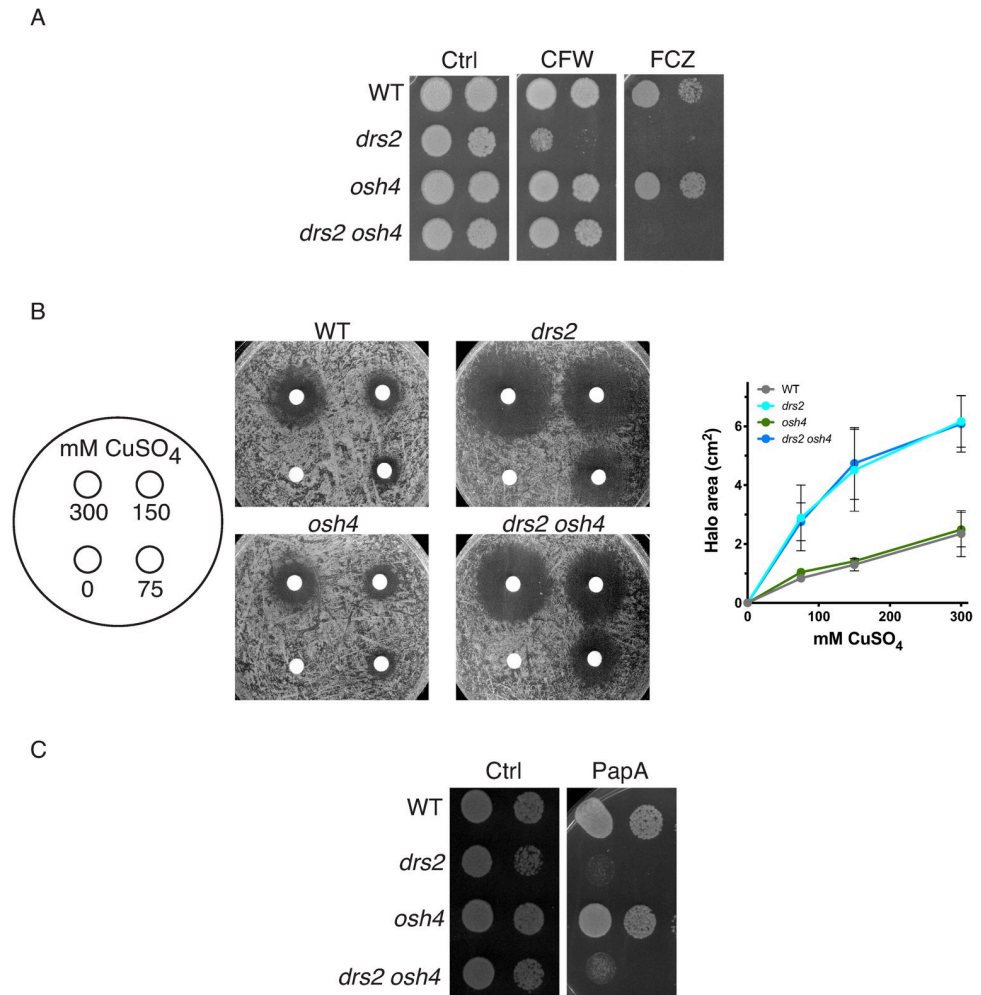 A
Ctrl CFW FCZ
WT
drs2
osh4
drs2 osh4
B
WT drs2
mM CuSO4
300 150
0 75
osh4 drs2 osh4
WT
drs2
osh4
drs2 osh4
Halo area (cm2)
6
4
2
0
0 100 200 300
mM CuSO4
C
Ctrl PapA
WT
drs2
osh4
drs2 osh4